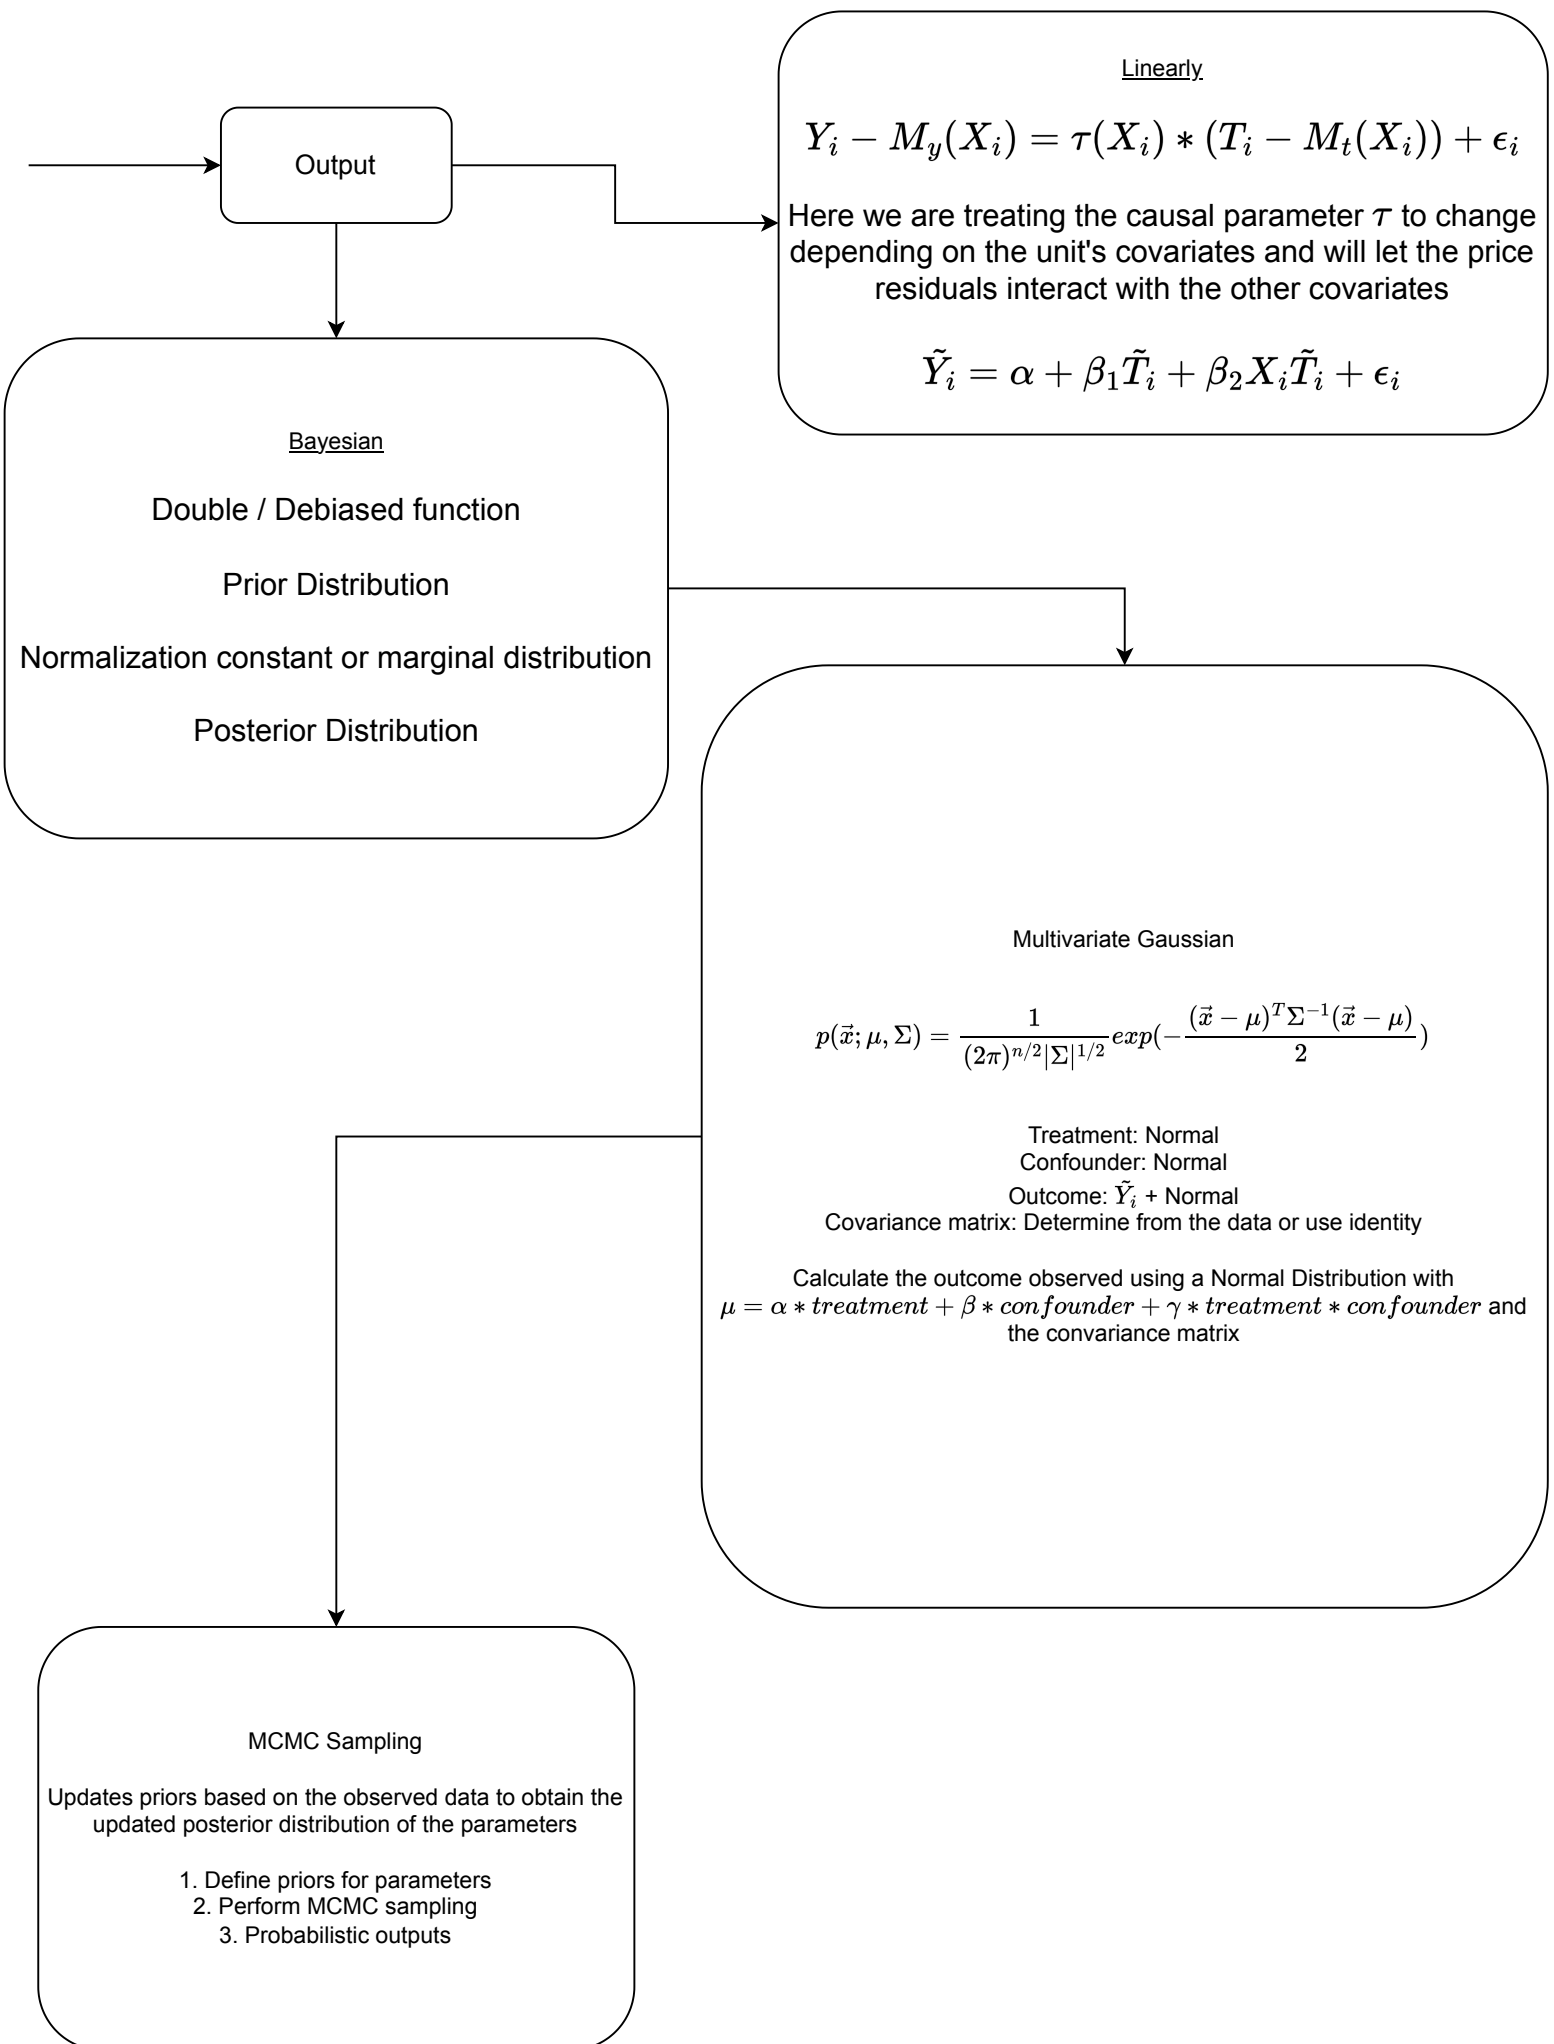 Output
Linearly
Y_i − M_y(X_i) = τ(X_i) ∗ (T_i − M_t(X_i)) + ϵ_i
Here we are treating the causal parameter τ to change
depending on the unit's covariates and will let the price
residuals interact with the other covariates
Ỹ_i = α + β_1T̃_i + β_2X_iT̃_i + ϵ_i
Bayesian
Double / Debiased function
Prior Distribution
Normalization constant or marginal distribution
Posterior Distribution
Multivariate Gaussian
p(x⃗; μ, Σ) = \frac{1}{(2π)^{n/2}|Σ|^{1/2}} exp(−\frac{(x⃗ − μ)^T Σ^{−1}(x⃗ − μ)}{2})
Treatment: Normal
Confounder: Normal
Outcome: Ỹ_i + Normal
Covariance matrix: Determine from the data or use identity
Calculate the outcome observed using a Normal Distribution with
μ = α ∗ treatment + β ∗ confounder + γ ∗ treatment ∗ confounder and
the convariance matrix
MCMC Sampling
Updates priors based on the observed data to obtain the
updated posterior distribution of the parameters
1. Define priors for parameters
2. Perform MCMC sampling
3. Probabilistic outputs